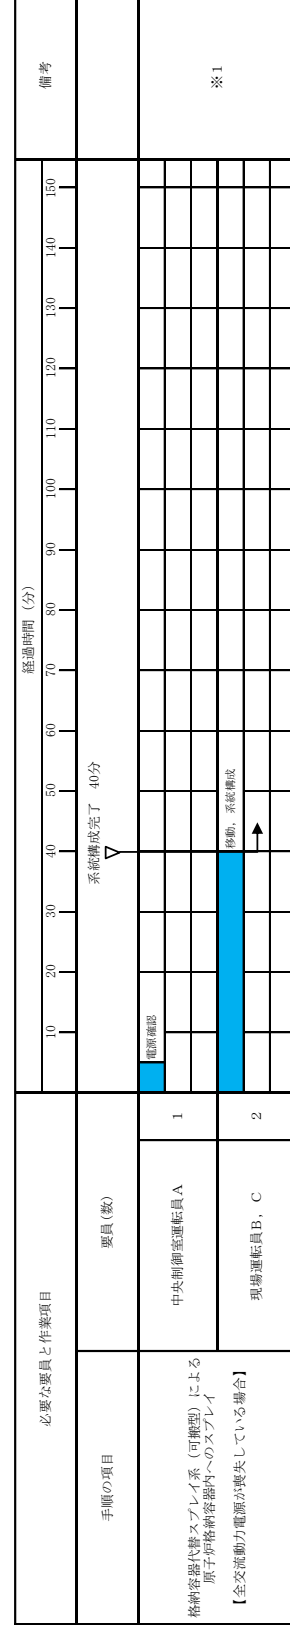 必要な要員と作業項目
経過時間（分）
備考
10 20 30 40 50 60 70 80 90 100 110 120 130 140 150
手順の項目
要員(数)
系統構成完了 40分
格納容器代替スプレイ系（可搬型）による
原子炉格納容器内へのスプレイ
【全交流動力電源が喪失している場合】
中央制御室運転員A
1
電源確認
現場運転員B，C
2
移動，系統構成
※1